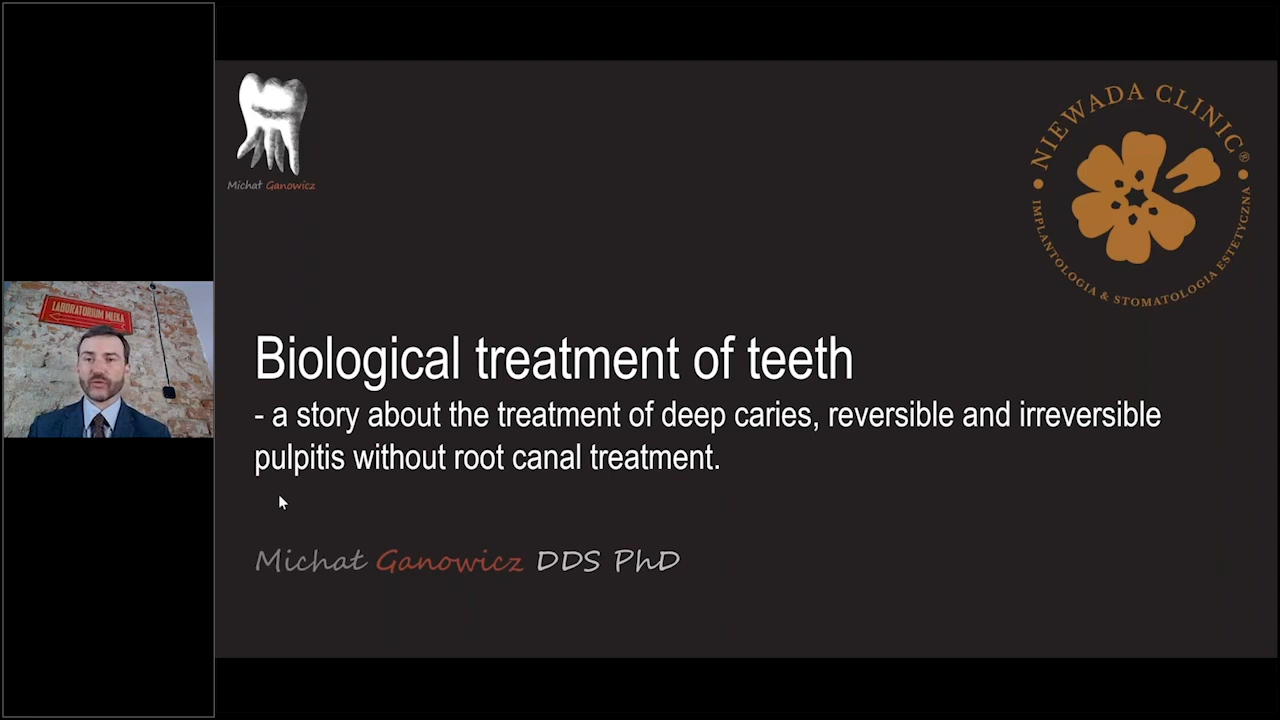 Michał Ganowicz
NIEWADA CLINIC®
IMPLANTOLOGIA & STOMATOLOGIA ESTETYCZNA
LABORATORIUM MLEKA
Biological treatment of teeth
- a story about the treatment of deep caries, reversible and irreversible
pulpitis without root canal treatment.
Michał Ganowicz DDS PhD